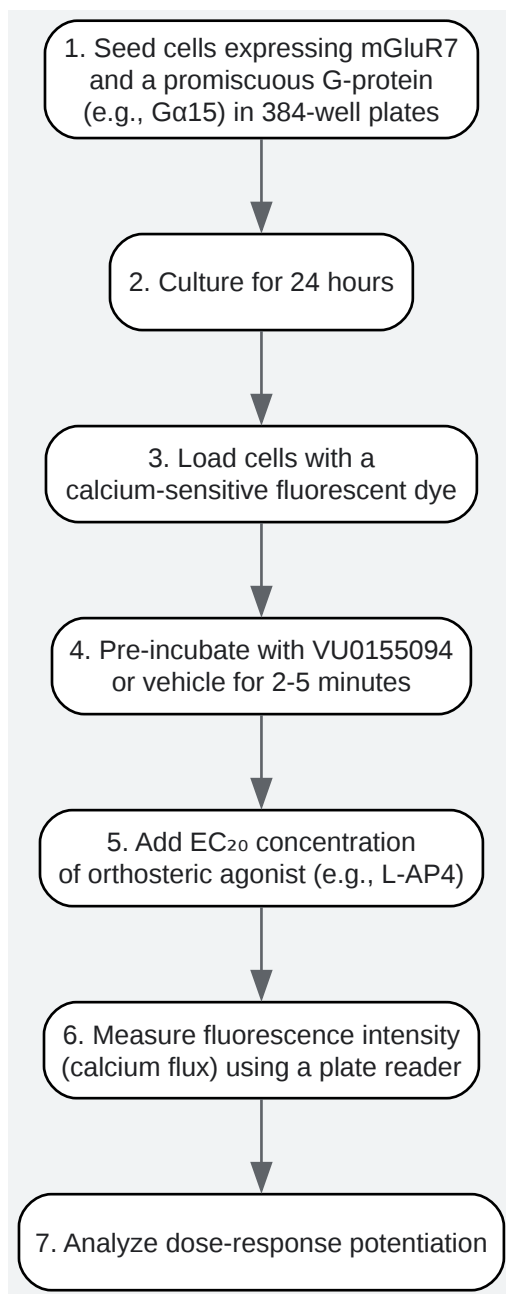 1. Seed cells expressing mGluR7
and a promiscuous G-protein
(e.g., Gα15) in 384-well plates
2. Culture for 24 hours
3. Load cells with a
calcium-sensitive fluorescent dye
4. Pre-incubate with VU0155094
or vehicle for 2-5 minutes
5. Add EC₂₀ concentration
of orthosteric agonist (e.g., L-AP4)
6. Measure fluorescence intensity
(calcium flux) using a plate reader
7. Analyze dose-response potentiation